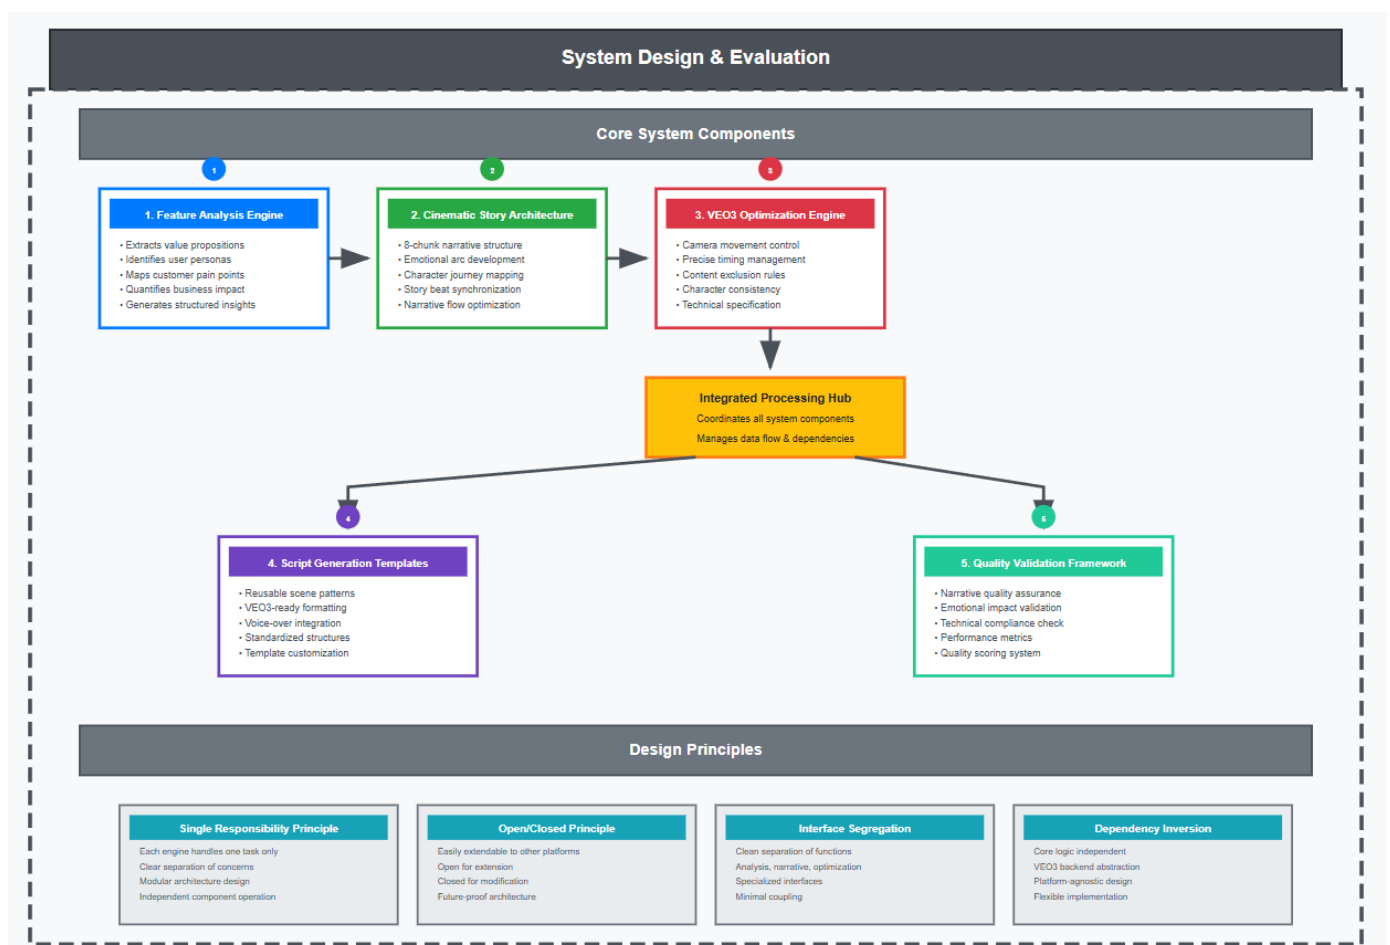 System Design & Evaluation
Core System Components
1
2
3
1. Feature Analysis Engine
• Extracts value propositions
• Identifies user personas
• Maps customer pain points
• Quantifies business impact
• Generates structured insights
2. Cinematic Story Architecture
• 8-chunk narrative structure
• Emotional arc development
• Character journey mapping
• Story beat synchronization
• Narrative flow optimization
3. VEO3 Optimization Engine
• Camera movement control
• Precise timing management
• Content exclusion rules
• Character consistency
• Technical specification
Integrated Processing Hub
Coordinates all system components
Manages data flow & dependencies
4
5
4. Script Generation Templates
• Reusable scene patterns
• VEO3-ready formatting
• Voice-over integration
• Standardized structures
• Template customization
5. Quality Validation Framework
• Narrative quality assurance
• Emotional impact validation
• Technical compliance check
• Performance metrics
• Quality scoring system
Design Principles
Single Responsibility Principle
Each engine handles one task only
Clear separation of concerns
Modular architecture design
Independent component operation
Open/Closed Principle
Easily extendable to other platforms
Open for extension
Closed for modification
Future-proof architecture
Interface Segregation
Clean separation of functions
Analysis, narrative, optimization
Specialized interfaces
Minimal coupling
Dependency Inversion
Core logic independent
VEO3 backend abstraction
Platform-agnostic design
Flexible implementation